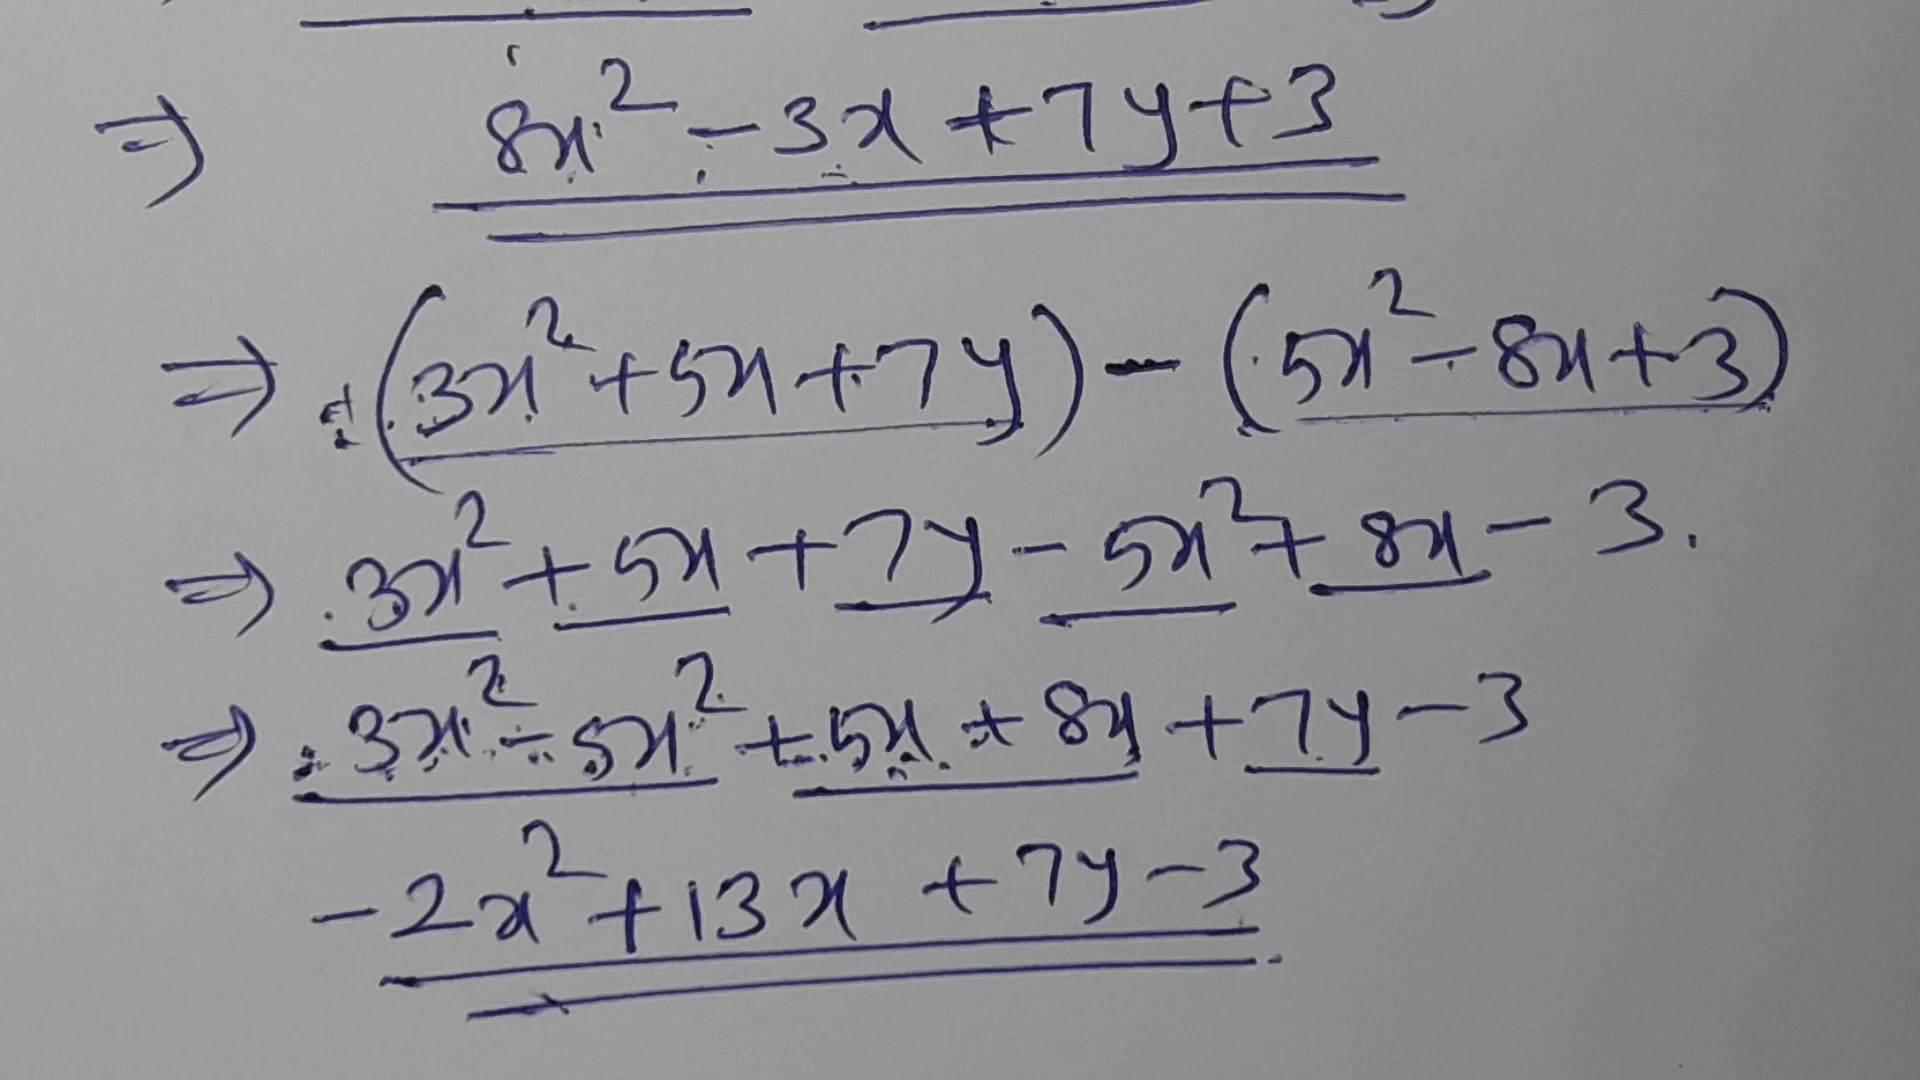 ⇒ 8x² - 3x + 7y + 3
⇒ (3x² + 5x + 7y) - (5x² - 8x + 3)
⇒ 3x² + 5x + 7y - 5x² + 8x - 3.
⇒ 3x² - 5x² + 5x + 8x + 7y - 3
-2x² + 13x + 7y - 3